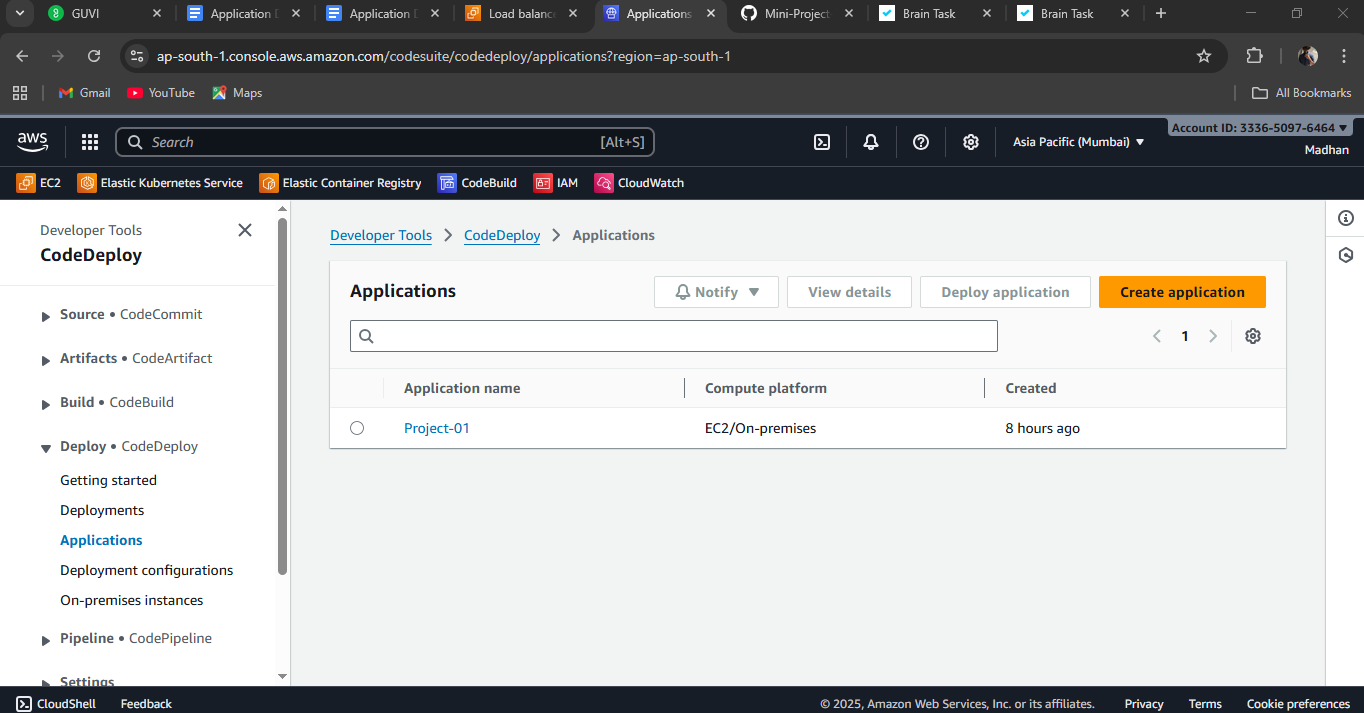 GUVI
Application
Application
Load balanc
Applications
Mini-Project
Brain Task
Brain Task
ap-south-1.console.aws.amazon.com/codesuite/codedeploy/applications?region=ap-south-1
Gmail
YouTube
Maps
All Bookmarks
aws
Search
[Alt+S]
Asia Pacific (Mumbai)
Account ID: 3336-5097-6464
Madhan
EC2
Elastic Kubernetes Service
Elastic Container Registry
CodeBuild
IAM
CloudWatch
Developer Tools
CodeDeploy
Source • CodeCommit
Artifacts • CodeArtifact
Build • CodeBuild
Deploy • CodeDeploy
Getting started
Deployments
Applications
Deployment configurations
On-premises instances
Pipeline • CodePipeline
Settings
Developer Tools
CodeDeploy
Applications
Applications
Notify
View details
Deploy application
Create application
1
Application name
Compute platform
Created
Project-01
EC2/On-premises
8 hours ago
CloudShell
Feedback
© 2025, Amazon Web Services, Inc. or its affiliates.
Privacy
Terms
Cookie preferences